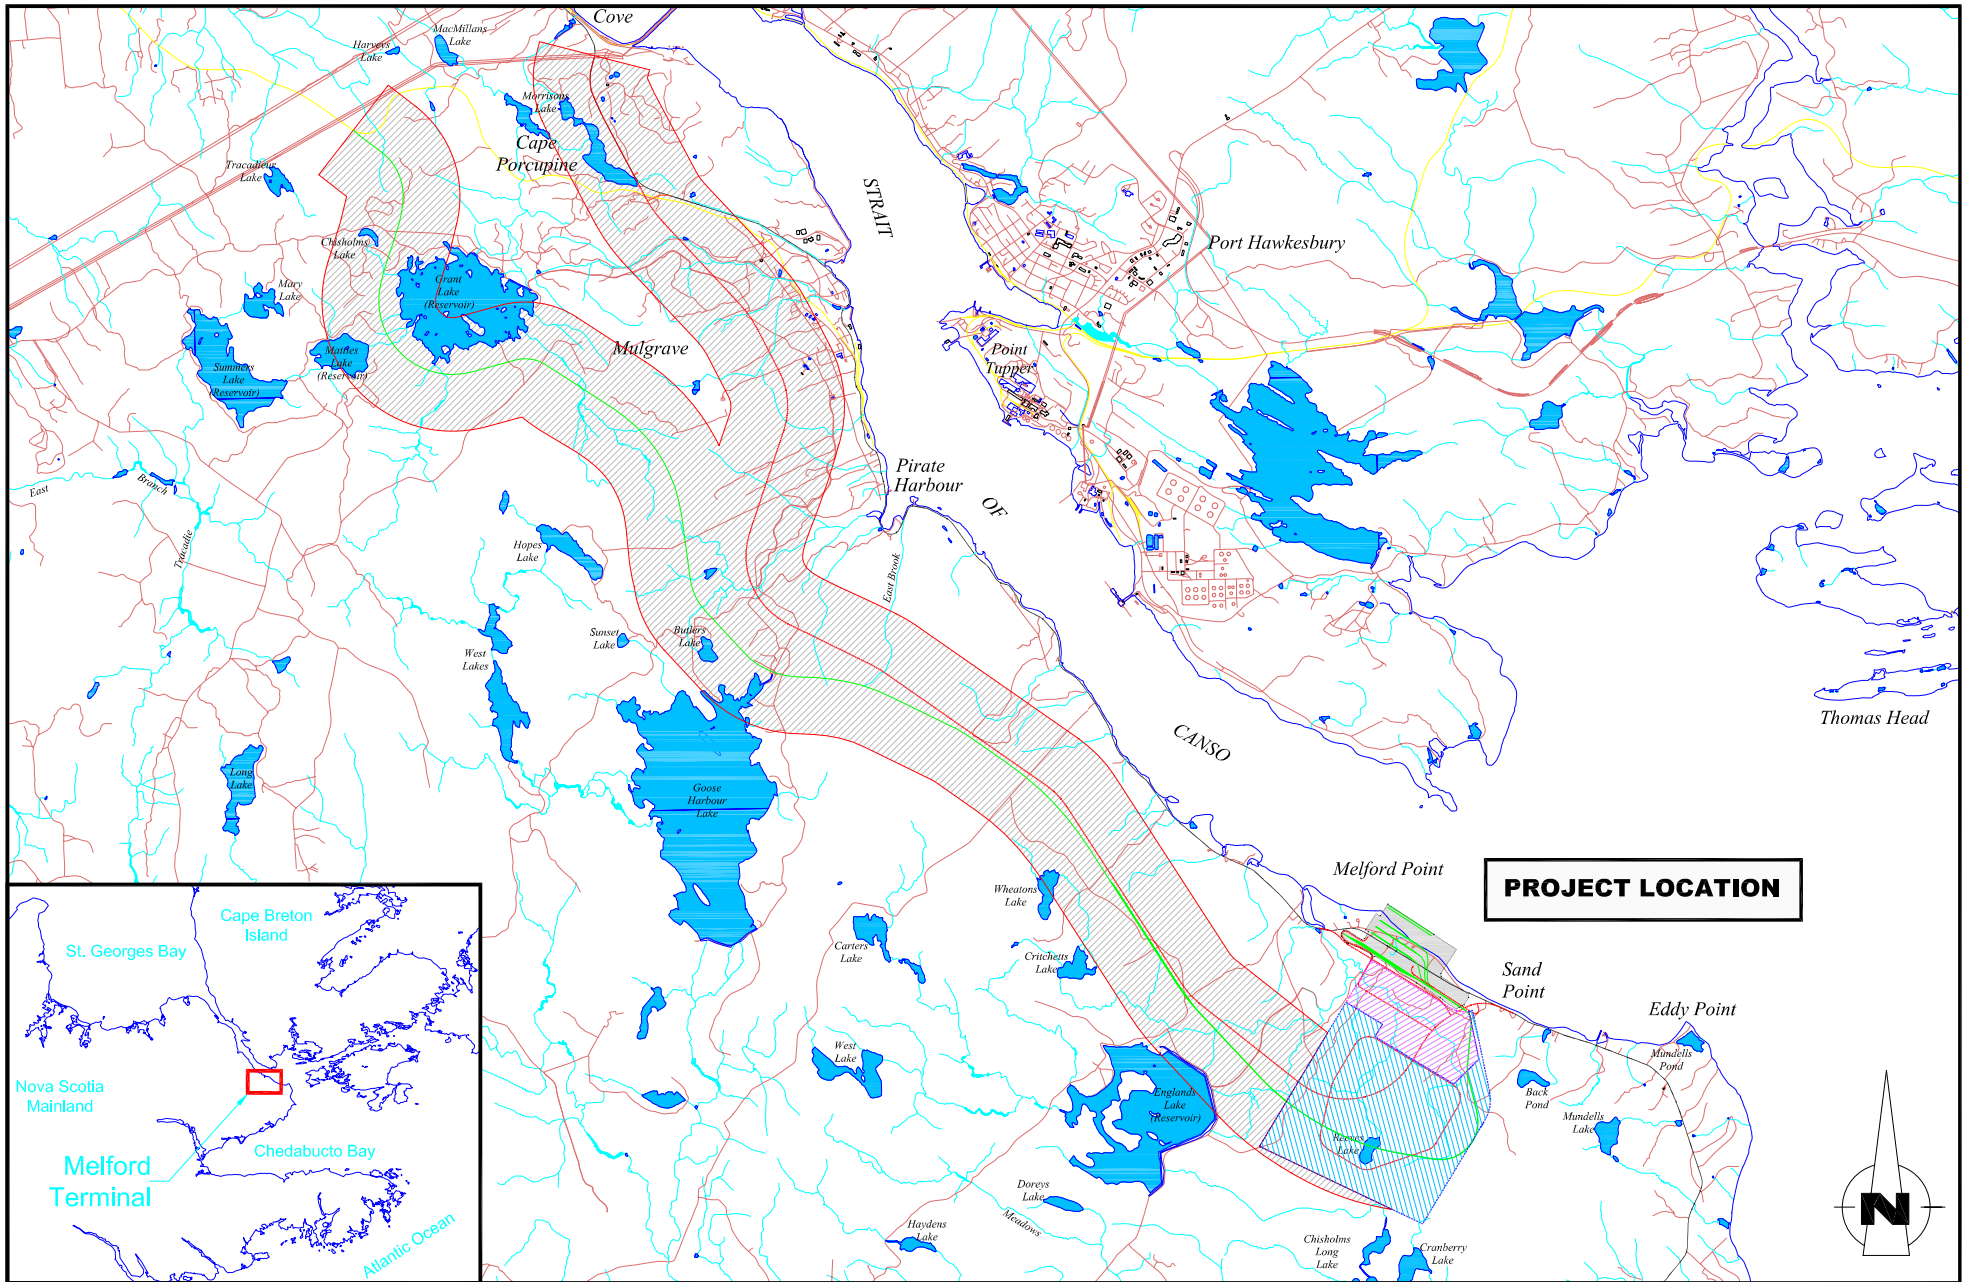 Cove
MacMillans
Lake
Harveys
Lake
Morrisons
Lake
Cape
Porcupine
Tracadieur
Lake
STRAIT
Port Hawkesbury
Chisholms
Lake
Mary
Lake
Grant
Lake
(Reservoir)
Mulgrave
Point
Tupper
Matties
Lake
(Reservoir)
Summers
Lake
(Reservoir)
Pirate
Harbour
OF
East
Branch
Tracadie
Hopes
Lake
East Brook
Sunset
Lake
Butlers
Lake
West
Lakes
Thomas Head
CANSO
Long
Lake
Goose
Harbour
Lake
Melford Point
PROJECT LOCATION
Wheatons
Lake
Carters
Lake
Critchetts
Lake
Sand
Point
Eddy Point
West
Lake
Mundells
Pond
Englands
Lake
(Reservoir)
Back
Pond
Mundells
Lake
Reeves
Lake
Doreys
Lake
Meadows
Haydens
Lake
Chisholms
Long
Lake
Cranberry
Lake
N
Cape Breton
Island
St. Georges Bay
Nova Scotia
Mainland
Chedabucto Bay
Melford
Terminal
Atlantic Ocean